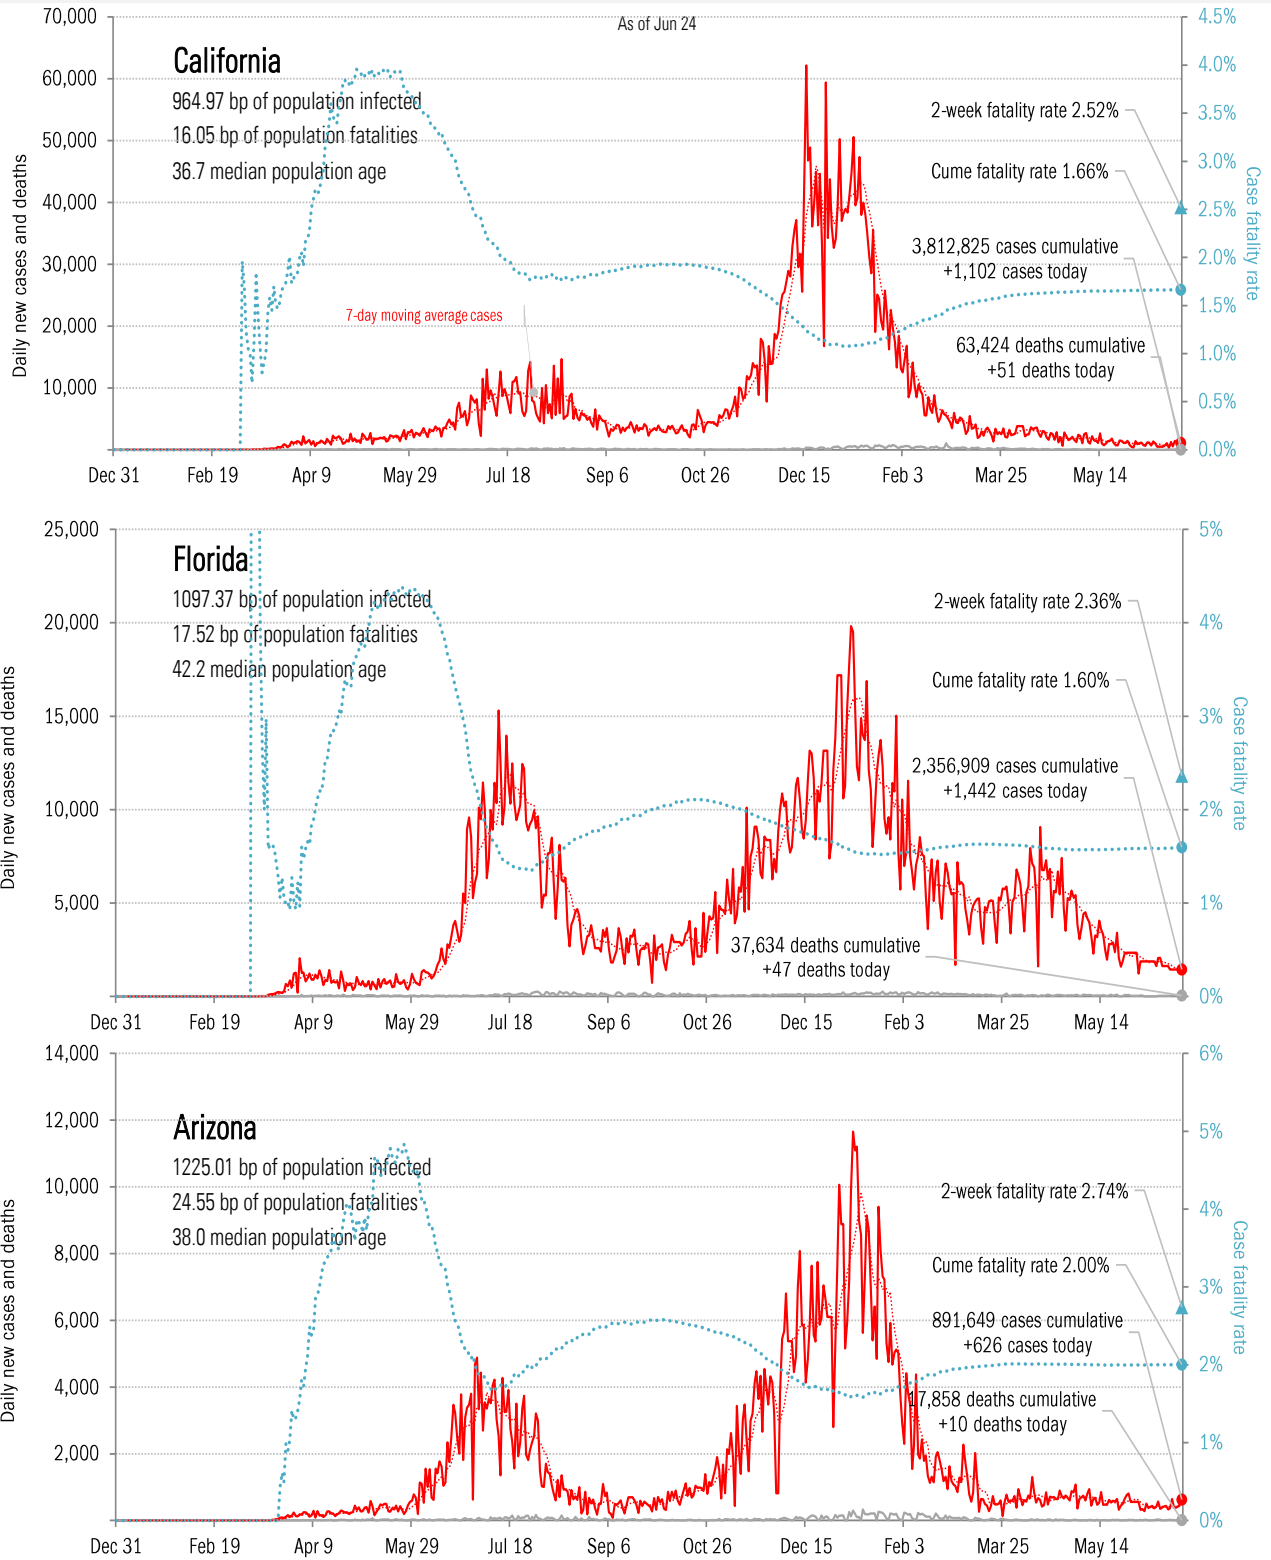 As of Jun 24
California
964.97 bp of population infected
16.05 bp of population fatalities
36.7 median population age
70,000
60,000
50,000
40,000
30,000
20,000
10,000
Daily new cases and deaths
4.5%
4.0%
3.5%
3.0%
2.5%
2.0%
1.5%
1.0%
0.5%
0.0%
Case fatality rate
2-week fatality rate 2.52%
Cume fatality rate 1.66%
3,812,825 cases cumulative
+1,102 cases today
7-day moving average cases
63,424 deaths cumulative
+51 deaths today
Dec 31 Feb 19 Apr 9 May 29 Jul 18 Sep 6 Oct 26 Dec 15 Feb 3 Mar 25 May 14
Florida
1097.37 bp of population infected
17.52 bp of population fatalities
42.2 median population age
25,000
20,000
15,000
10,000
5,000
Daily new cases and deaths
5%
4%
3%
2%
1%
0%
Case fatality rate
2-week fatality rate 2.36%
Cume fatality rate 1.60%
2,356,909 cases cumulative
+1,442 cases today
37,634 deaths cumulative
+47 deaths today
Dec 31 Feb 19 Apr 9 May 29 Jul 18 Sep 6 Oct 26 Dec 15 Feb 3 Mar 25 May 14
Arizona
1225.01 bp of population infected
24.55 bp of population fatalities
38.0 median population age
14,000
12,000
10,000
8,000
6,000
4,000
2,000
Daily new cases and deaths
6%
5%
4%
3%
2%
1%
0%
Case fatality rate
2-week fatality rate 2.74%
Cume fatality rate 2.00%
891,649 cases cumulative
+626 cases today
17,858 deaths cumulative
+10 deaths today
Dec 31 Feb 19 Apr 9 May 29 Jul 18 Sep 6 Oct 26 Dec 15 Feb 3 Mar 25 May 14